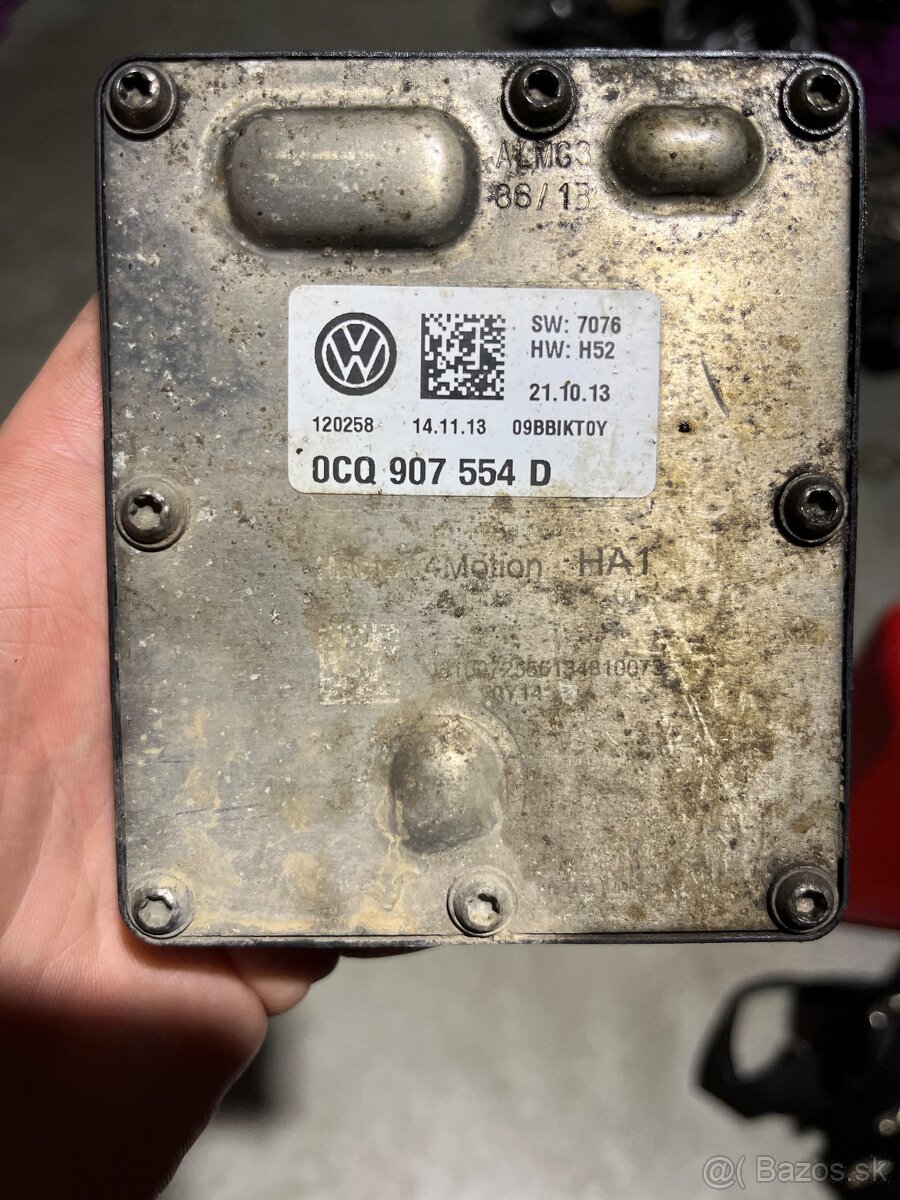 ALMG3
36/13
SW: 7076
HW: H52
21.10.13
120258 14.11.13 09BBIKT0Y
0CQ 907 554 D
4Motion HA1
@( Bazos.sk